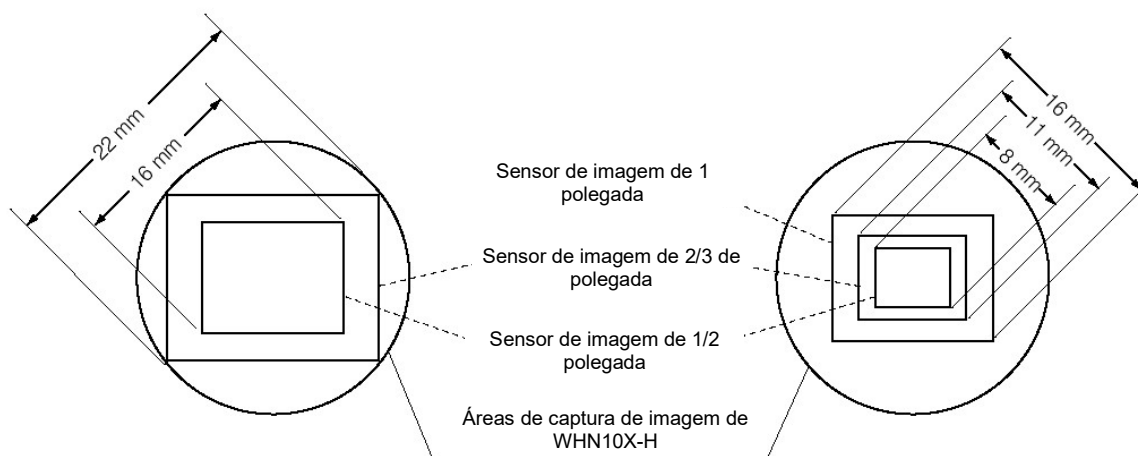 22 mm
16 mm
Sensor de imagem de 1
polegada
Sensor de imagem de 2/3 de
polegada
Sensor de imagem de 1/2
polegada
Áreas de captura de imagem de
WHN10X-H
16 mm
11 mm
8 mm